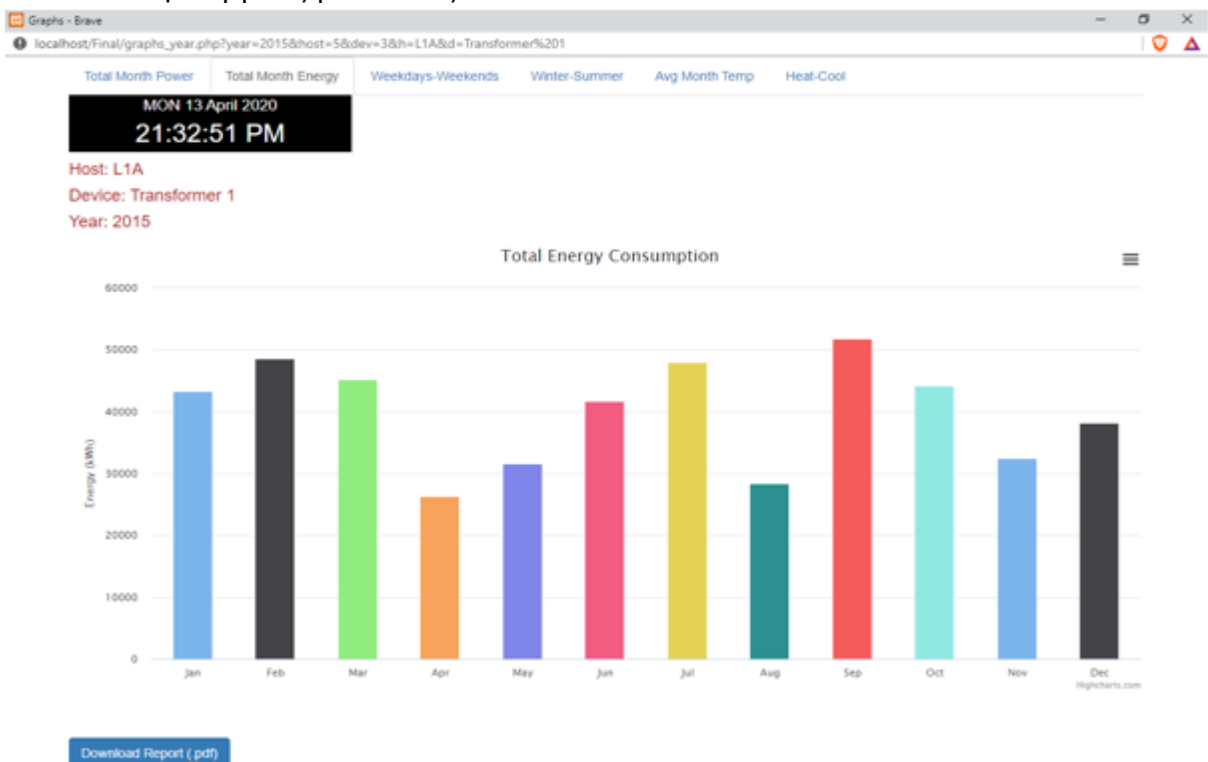 Graphs - Brave
localhost/Final/graphs_year.php?year=2015&host=5&dev=3&h=L1A&d=Transformer%201
Total Month Power Total Month Energy Weekdays-Weekends Winter-Summer Avg Month Temp Heat-Cool
MON 13 April 2020
21:32:51 PM
Host: L1A
Device: Transformer 1
Year: 2015
Total Energy Consumption
60000
50000
40000
30000
20000
10000
0
Energy (kWh)
Jan Feb Mar Apr May Jun Jul Aug Sep Oct Nov Dec
Highcharts.com
Download Report (.pdf)